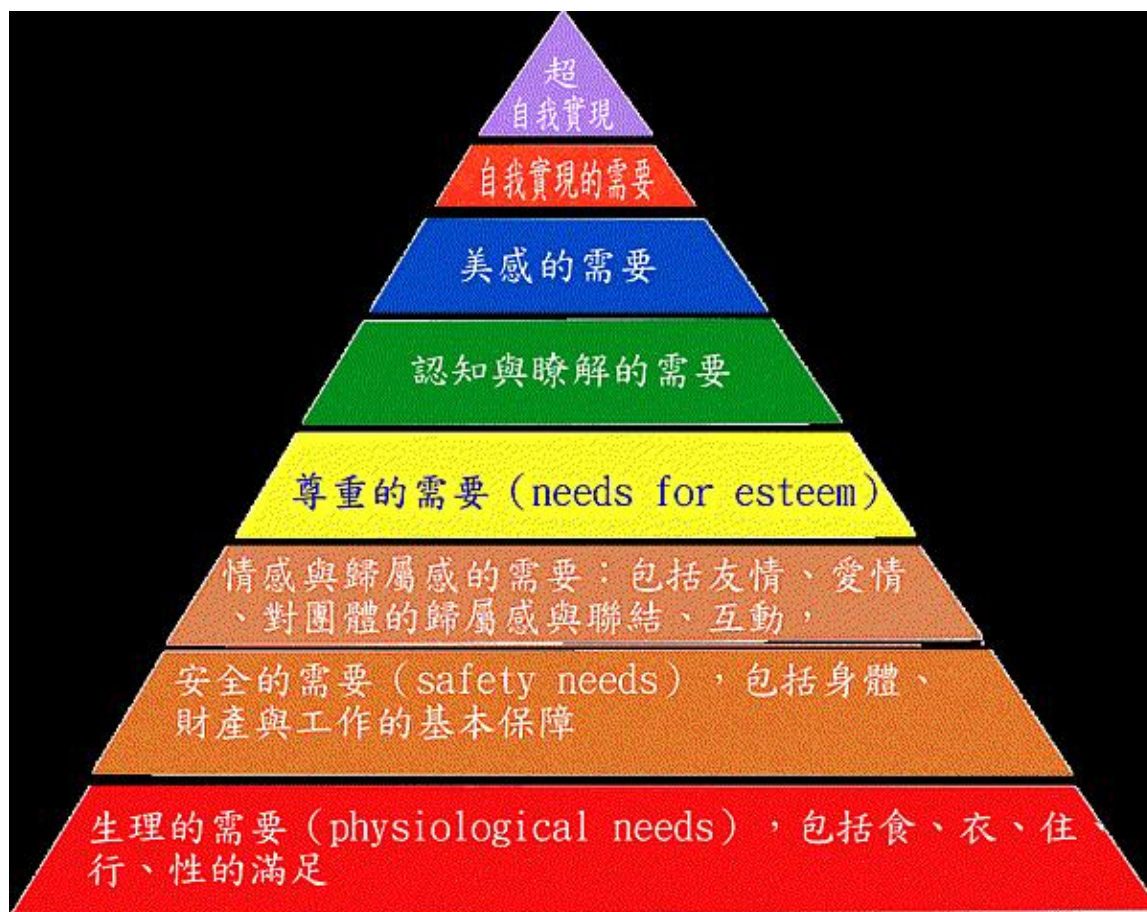 超
自我實現
自我實現的需要
美感的需要
認知與瞭解的需要
尊重的需要（needs for esteem）
情感與歸屬感的需要：包括友情、愛情
、對團體的歸屬感與聯結、互動，
安全的需要（safety needs），包括身體、
財產與工作的基本保障
生理的需要（physiological needs），包括食、衣、住、
行、性的滿足